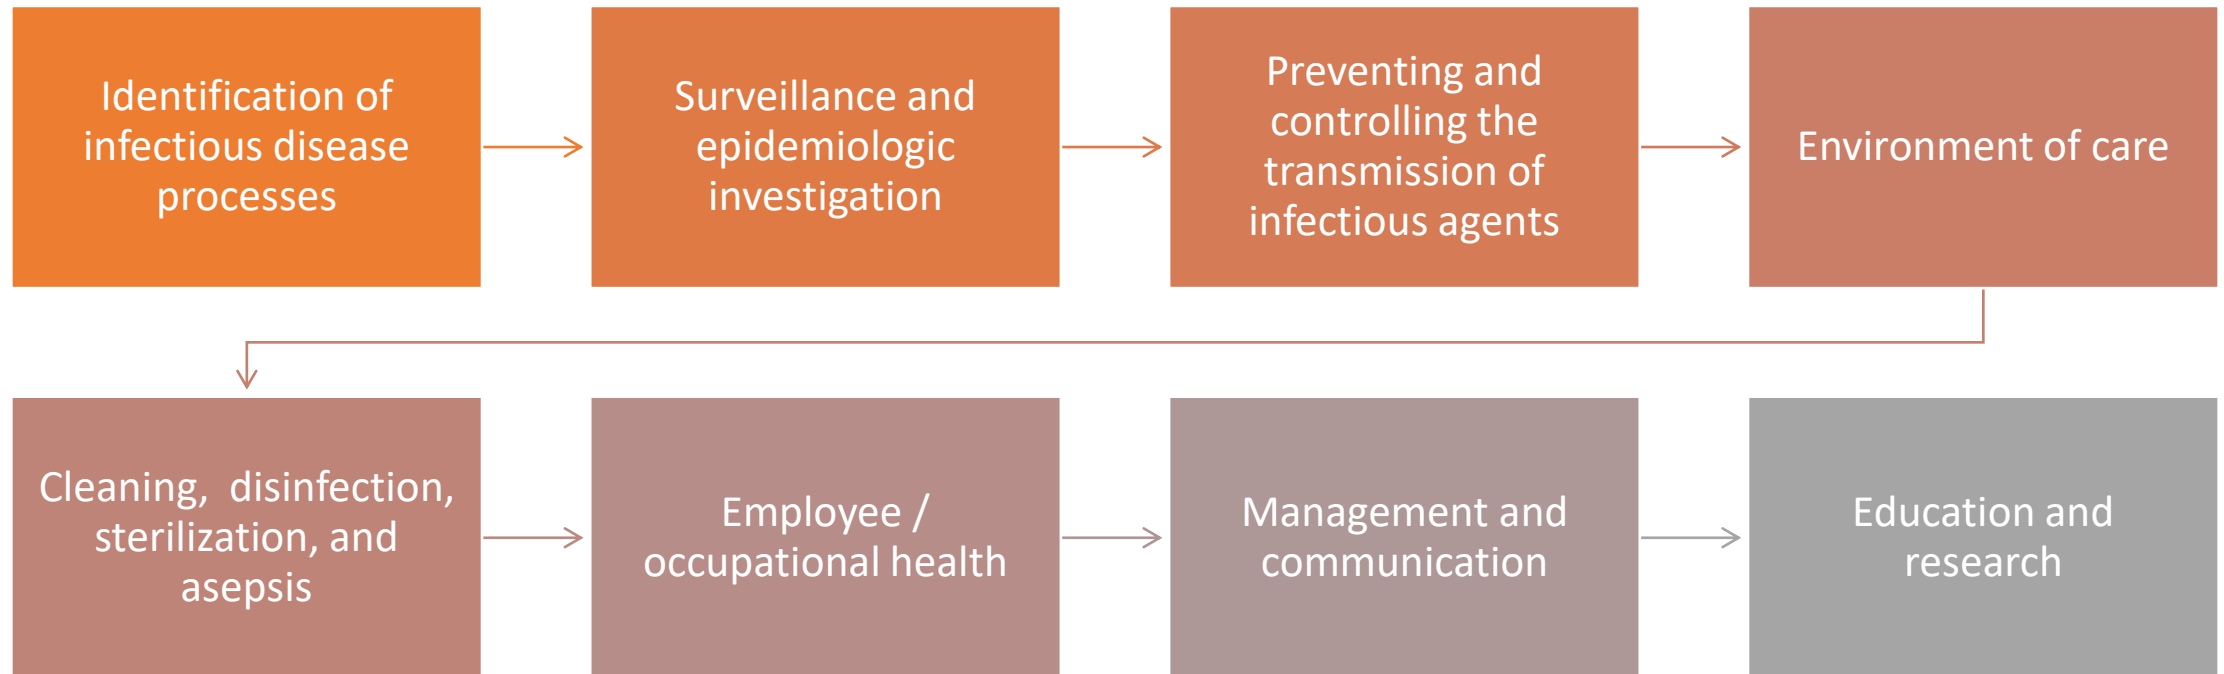 Identification of
infectious disease
processes
Surveillance and
epidemiologic
investigation
Preventing and
controlling the
transmission of
infectious agents
Environment of care
Cleaning,  disinfection,
sterilization, and
asepsis
Employee /
occupational health
Management and
communication
Education and
research